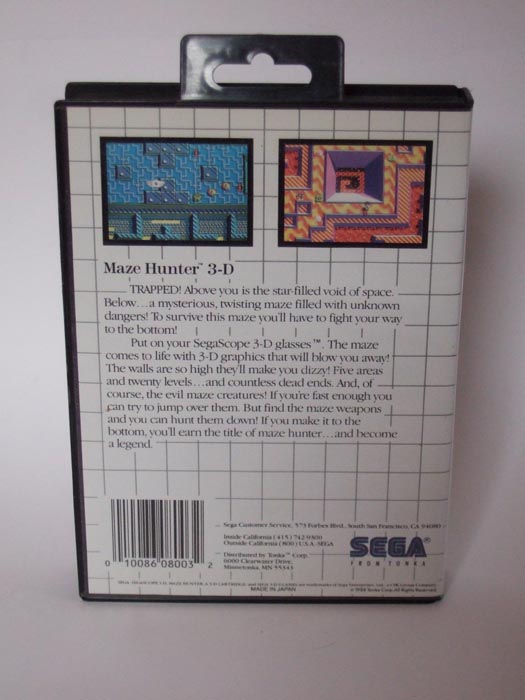 Maze Hunter™ 3-D
TRAPPED! Above you is the star-filled void of space.
Below...a mysterious, twisting maze filled with unknown
dangers! To survive this maze you'll have to fight your way
to the bottom!
Put on your SegaScope 3-D glasses™. The maze
comes to life with 3-D graphics that will blow you away!
The walls are so high they'll make you dizzy! Five areas
and twenty levels...and countless dead ends. And, of
course, the evil maze creatures! If you're fast enough you
can try to jump over them. But find the maze weapons
and you can hunt them down! If you make it to the
bottom, you'll earn the title of maze hunter...and become
a legend.
Sega Customer Service, 573 Forbes Blvd., South San Francisco, CA 94080
Inside California (415) 742-9300
Outside California (800) USA-SEGA
Distributed by Tonka™ Corp.
6000 Clearwater Drive,
Minnetonka, MN 55343
SEGA®
FROM TONKA
0 10086 08003 2
MADE IN JAPAN